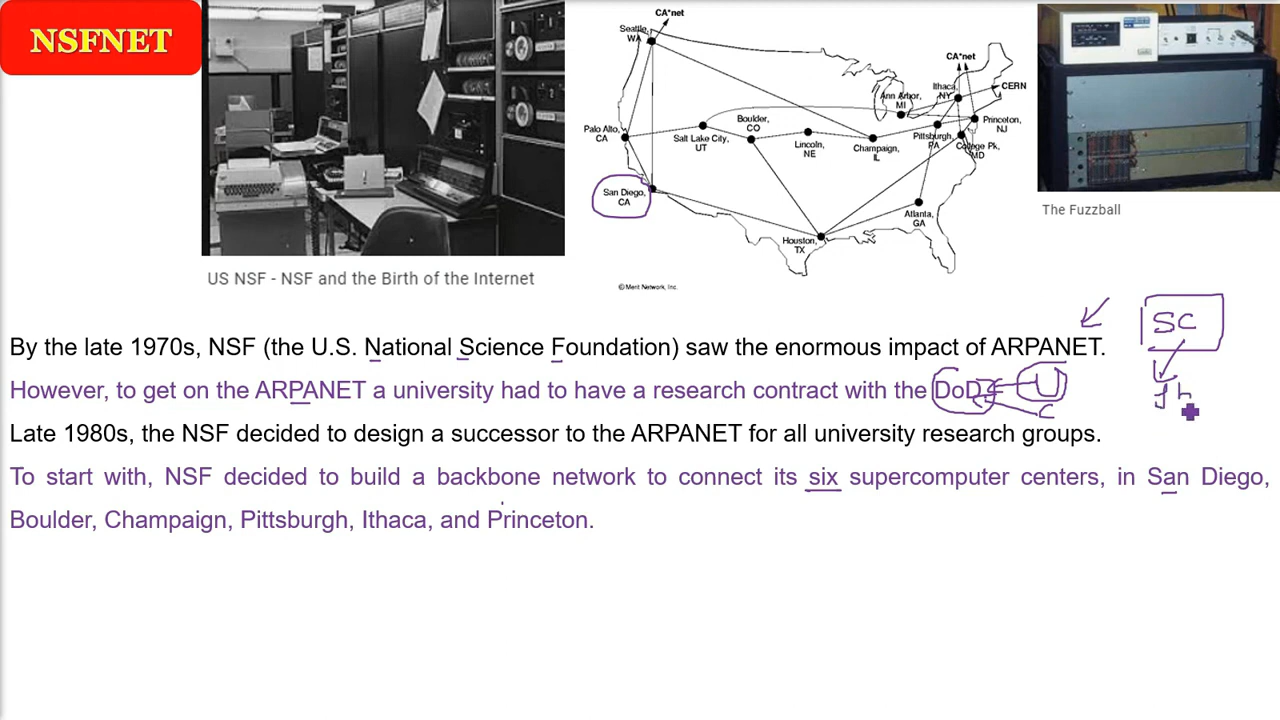 NSFNET
US NSF - NSF and the Birth of the Internet
CA*net
Seattle,
WA
CA*net
Ithaca,
NY
CERN
Ann Arbor,
MI
Princeton,
NJ
Palo Alto,
CA
Salt Lake City,
UT
Boulder,
CO
Lincoln,
NE
Champaign,
IL
Pittsburgh,
PA
College Pk,
MD
San Diego,
CA
Atlanta,
GA
Houston,
TX
© Merit Network, Inc.
The Fuzzball
By the late 1970s, NSF (the U.S. National Science Foundation) saw the enormous impact of ARPANET.
SC
However, to get on the ARPANET a university had to have a research contract with the DoD
U
C
Late 1980s, the NSF decided to design a successor to the ARPANET for all university research groups.
To start with, NSF decided to build a backbone network to connect its six supercomputer centers, in San Diego,
Boulder, Champaign, Pittsburgh, Ithaca, and Princeton.